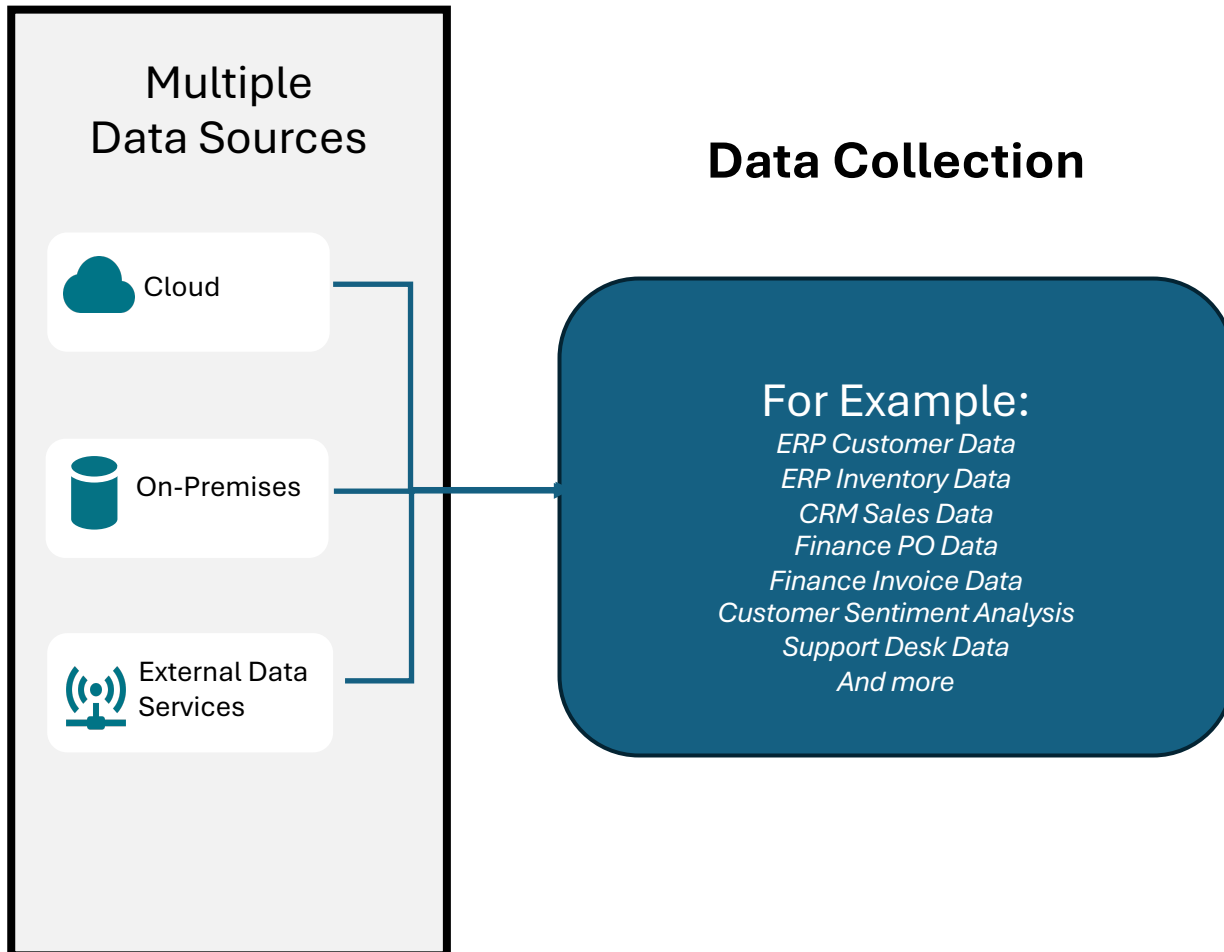 Multiple
Data Sources
Cloud
On-Premises
External Data
Services
Data Collection
For Example:
ERP Customer Data
ERP Inventory Data
CRM Sales Data
Finance PO Data
Finance Invoice Data
Customer Sentiment Analysis
Support Desk Data
And more